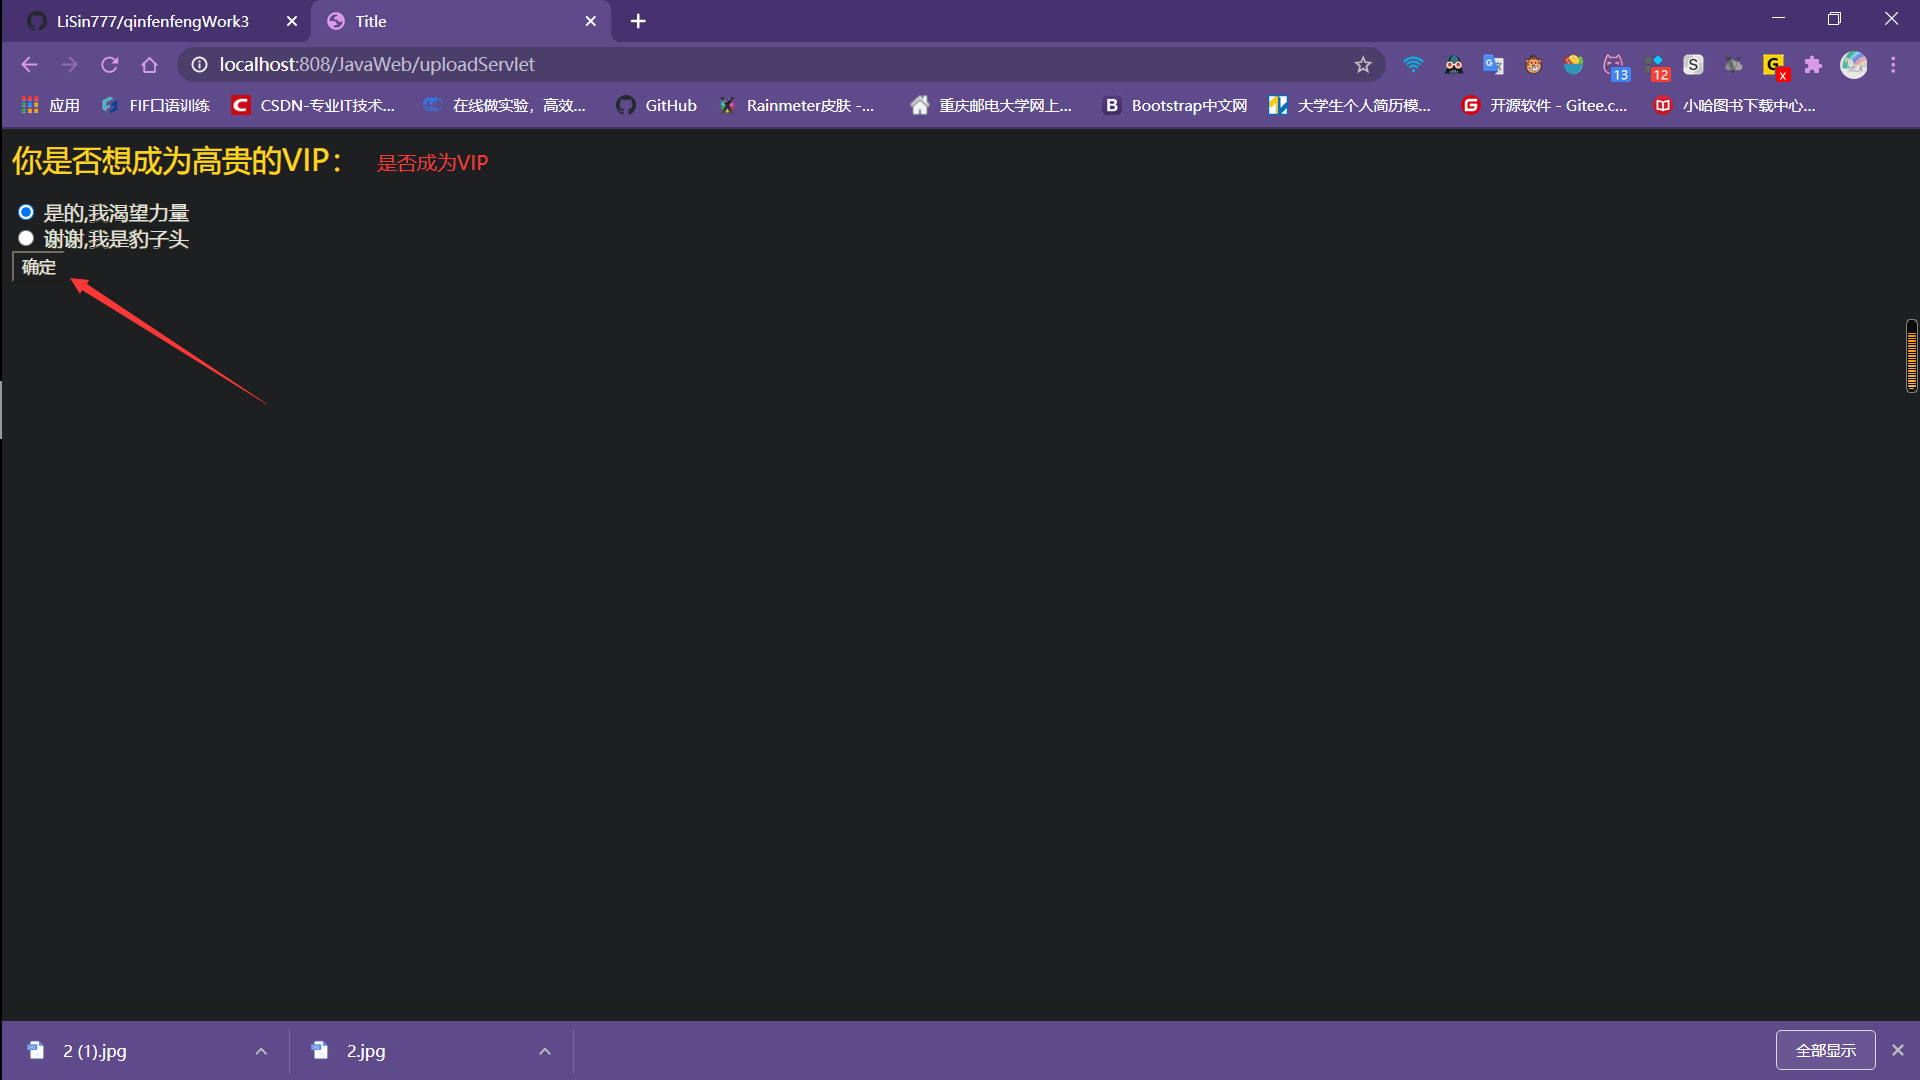 LiSin777/qinfenfengWork3
Title
localhost:808/JavaWeb/uploadServlet
13
12
S
G
x
应用
FIF口语训练
CSDN-专业IT技术...
在线做实验，高效...
GitHub
Rainmeter皮肤 -...
重庆邮电大学网上...
B
Bootstrap中文网
大学生个人简历模...
G
开源软件 - Gitee.c...
小哈图书下载中心...
你是否想成为高贵的VIP： 是否成为VIP
是的,我渴望力量
谢谢,我是豹子头
确定
2 (1).jpg
2.jpg
全部显示